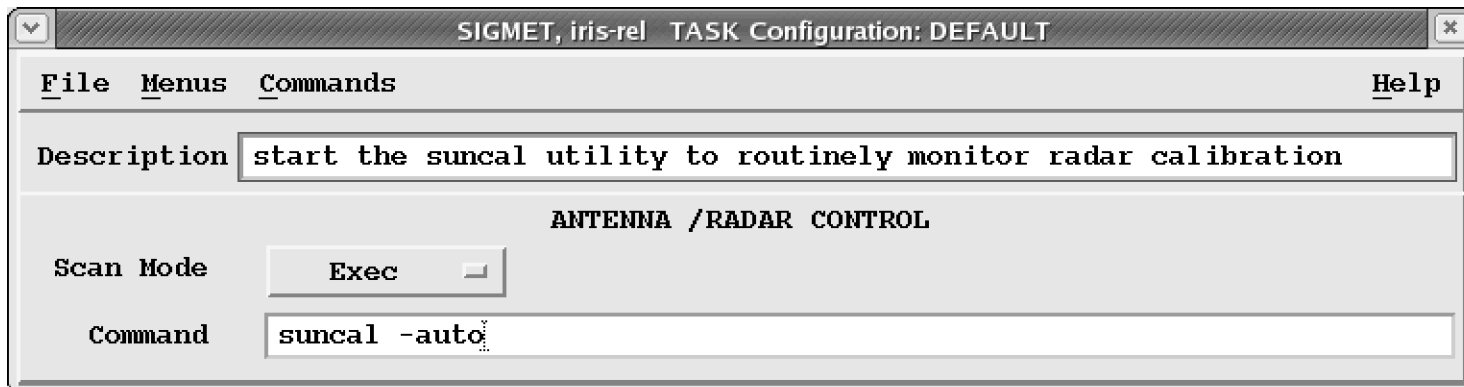 SIGMET, iris-rel TASK Configuration: DEFAULT
File Menus Commands Help
Description start the suncal utility to routinely monitor radar calibration
ANTENNA /RADAR CONTROL
Scan Mode Exec
Command suncal -auto